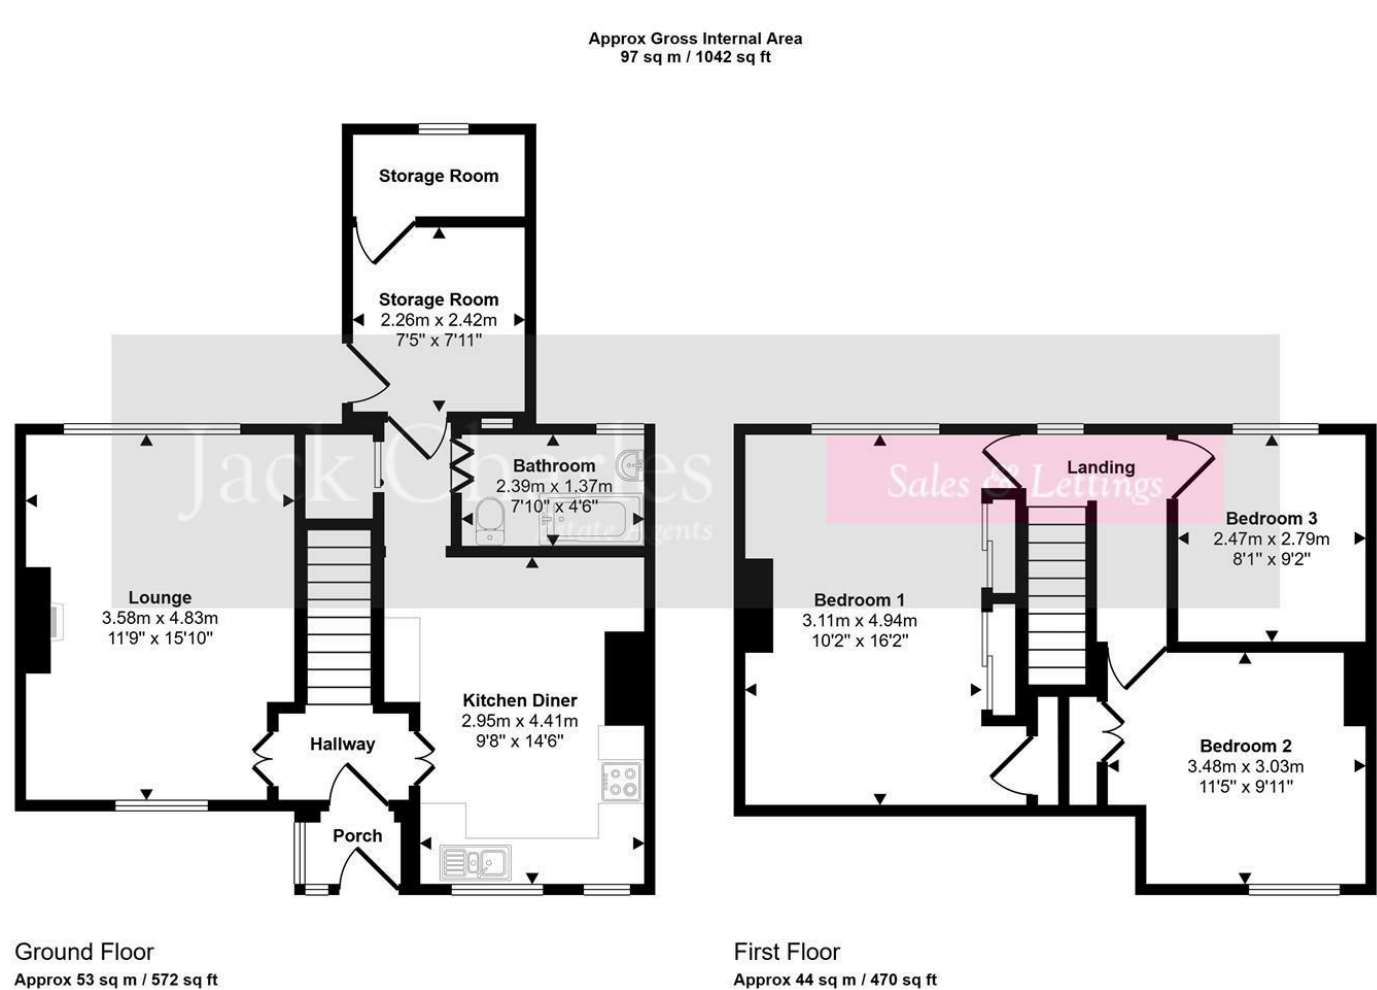 Approx Gross Internal Area
97 sq m / 1042 sq ft
Storage Room
Storage Room
2.26m x 2.42m
7'5" x 7'11"
Jack Charles
Estate Agents
Sales & Lettings
Bathroom
2.39m x 1.37m
7'10" x 4'6"
Lounge
3.58m x 4.83m
11'9" x 15'10"
Kitchen Diner
2.95m x 4.41m
9'8" x 14'6"
Hallway
Porch
Landing
Bedroom 3
2.47m x 2.79m
8'1" x 9'2"
Bedroom 1
3.11m x 4.94m
10'2" x 16'2"
Bedroom 2
3.48m x 3.03m
11'5" x 9'11"
Ground Floor
Approx 53 sq m / 572 sq ft
First Floor
Approx 44 sq m / 470 sq ft